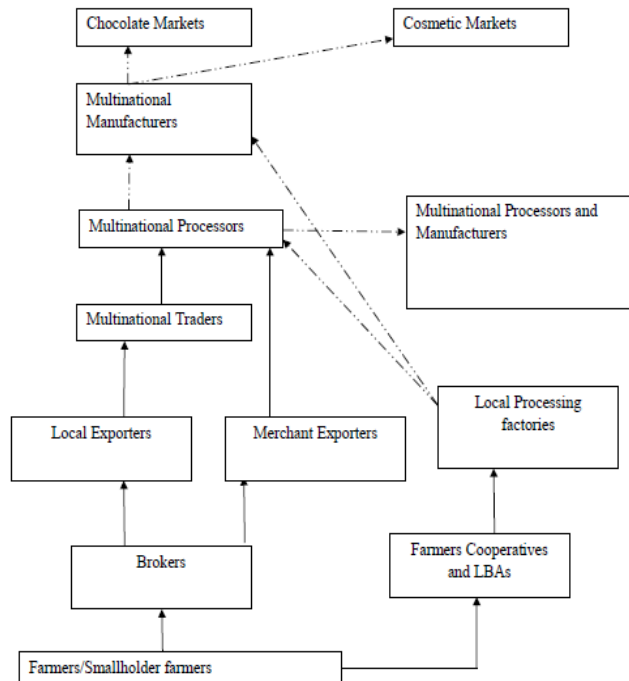 Chocolate Markets
Cosmetic Markets
Multinational
Manufacturers
Multinational Processors
Multinational Processors and
Manufacturers
Multinational Traders
Local Exporters
Merchant Exporters
Local Processing
factories
Brokers
Farmers Cooperatives
and LBAs
Farmers/Smallholder farmers